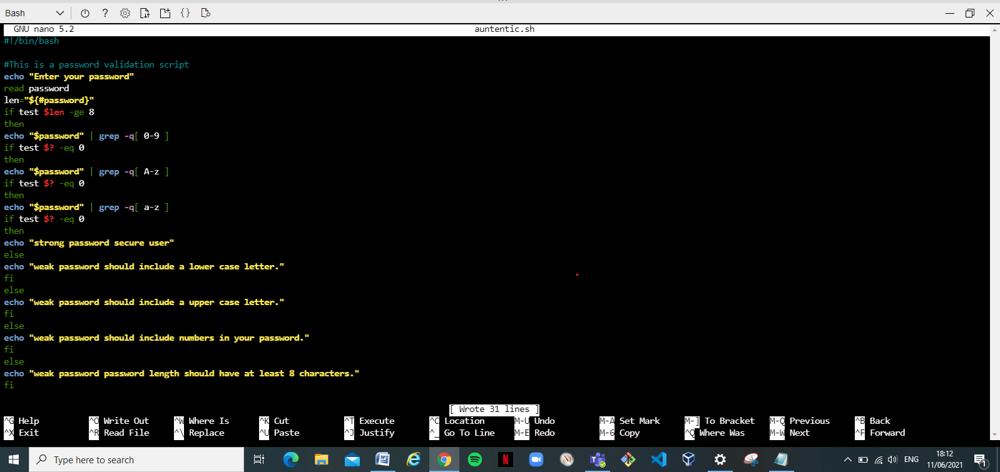 Bash ? {}
GNU nano 5.2 auntentic.sh
#!/bin/bash
#This is a password validation script
echo "Enter your password"
read password
len="${#password}"
if test $len -ge 8
then
echo "$password" | grep -q[ 0-9 ]
if test $? -eq 0
then
echo "$password" | grep -q[ A-z ]
if test $? -eq 0
then
echo "$password" | grep -q[ a-z ]
if test $? -eq 0
then
echo "strong password secure user"
else
echo "weak password should include a lower case letter."
fi
else
echo "weak password should include a upper case letter."
fi
else
echo "weak password should include numbers in your password."
fi
else
echo "weak password password length should have at least 8 characters."
fi
[ Wrote 31 lines ]
^G Help ^O Write Out ^W Where Is ^K Cut ^T Execute ^C Location M-U Undo M-A Set Mark M-] To Bracket M-Q Previous ^B Back
^X Exit ^R Read File ^\ Replace ^U Paste ^J Justify ^_ Go To Line M-E Redo M-6 Copy ^Q Where Was M-W Next ^F Forward
Type here to search ENG 18:12
11/06/2021 1